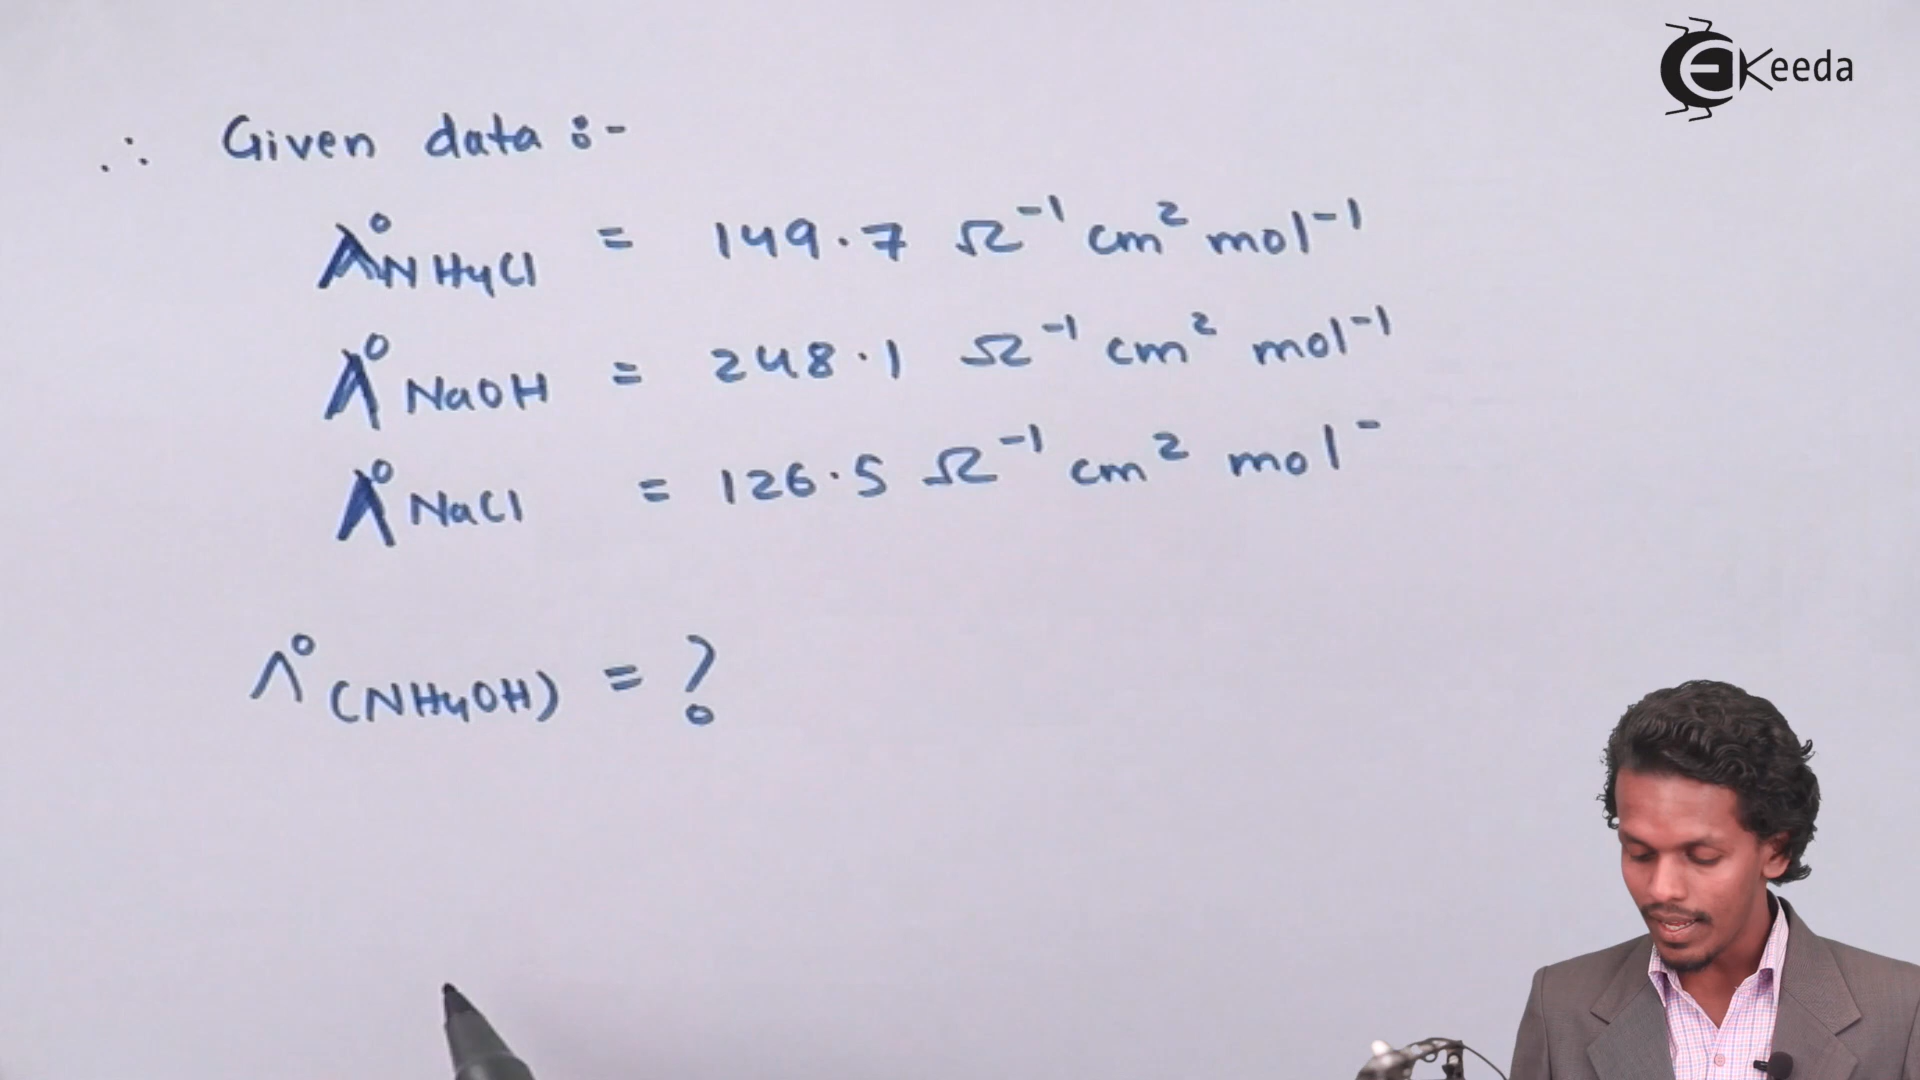 EKeeda
∴ Given data :-
Λ°NH4Cl = 149.7 Ω⁻¹ cm² mol⁻¹
Λ°NaOH = 248.1 Ω⁻¹ cm² mol⁻¹
Λ°NaCl = 126.5 Ω⁻¹ cm² mol⁻
Λ°(NH4OH) = ?